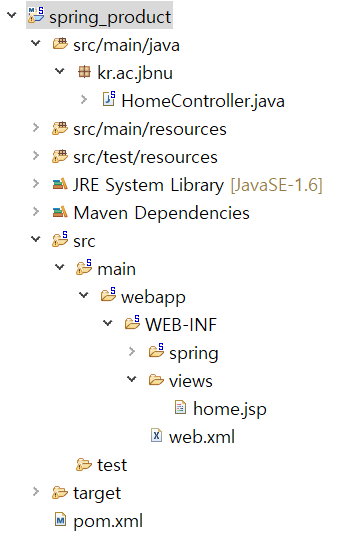 spring_product
src/main/java
kr.ac.jbnu
HomeController.java
src/main/resources
src/test/resources
JRE System Library [JavaSE-1.6]
Maven Dependencies
src
main
webapp
WEB-INF
spring
views
home.jsp
web.xml
test
target
pom.xml